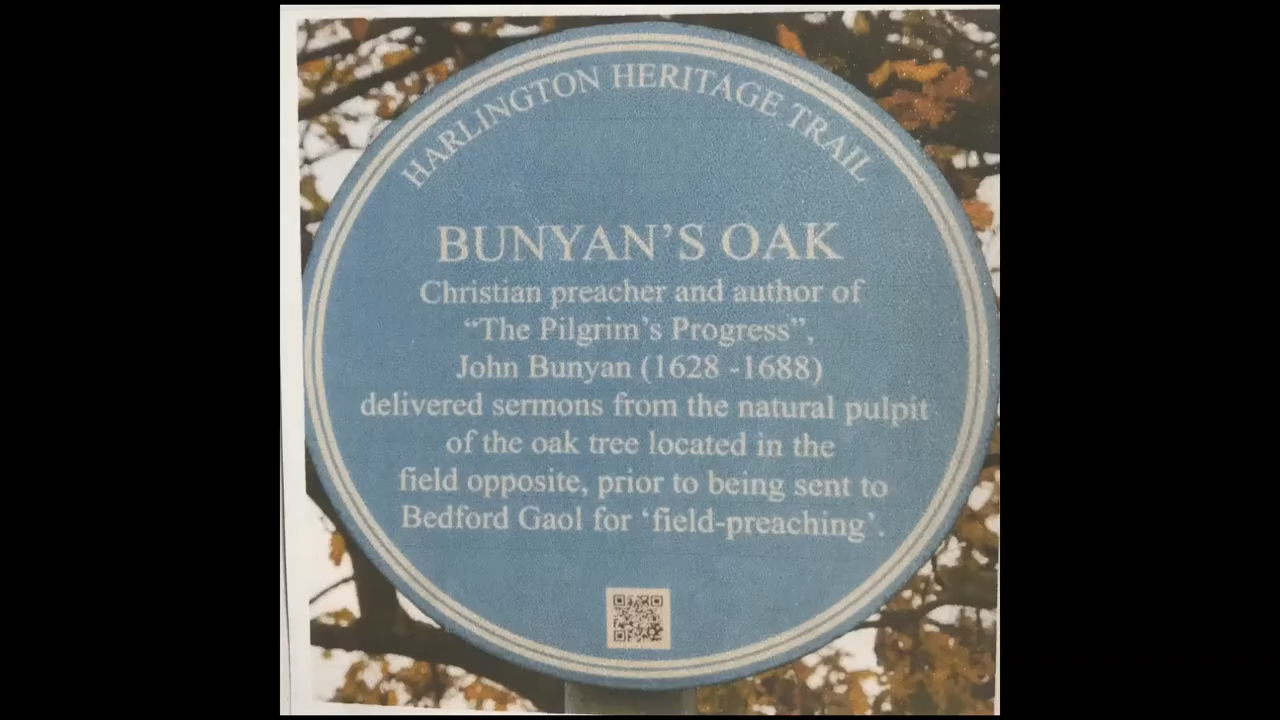 HARLINGTON HERITAGE TRAIL
BUNYAN'S OAK
Christian preacher and author of
“The Pilgrim's Progress”,
John Bunyan (1628 -1688)
delivered sermons from the natural pulpit
of the oak tree located in the
field opposite, prior to being sent to
Bedford Gaol for ‘field-preaching’.